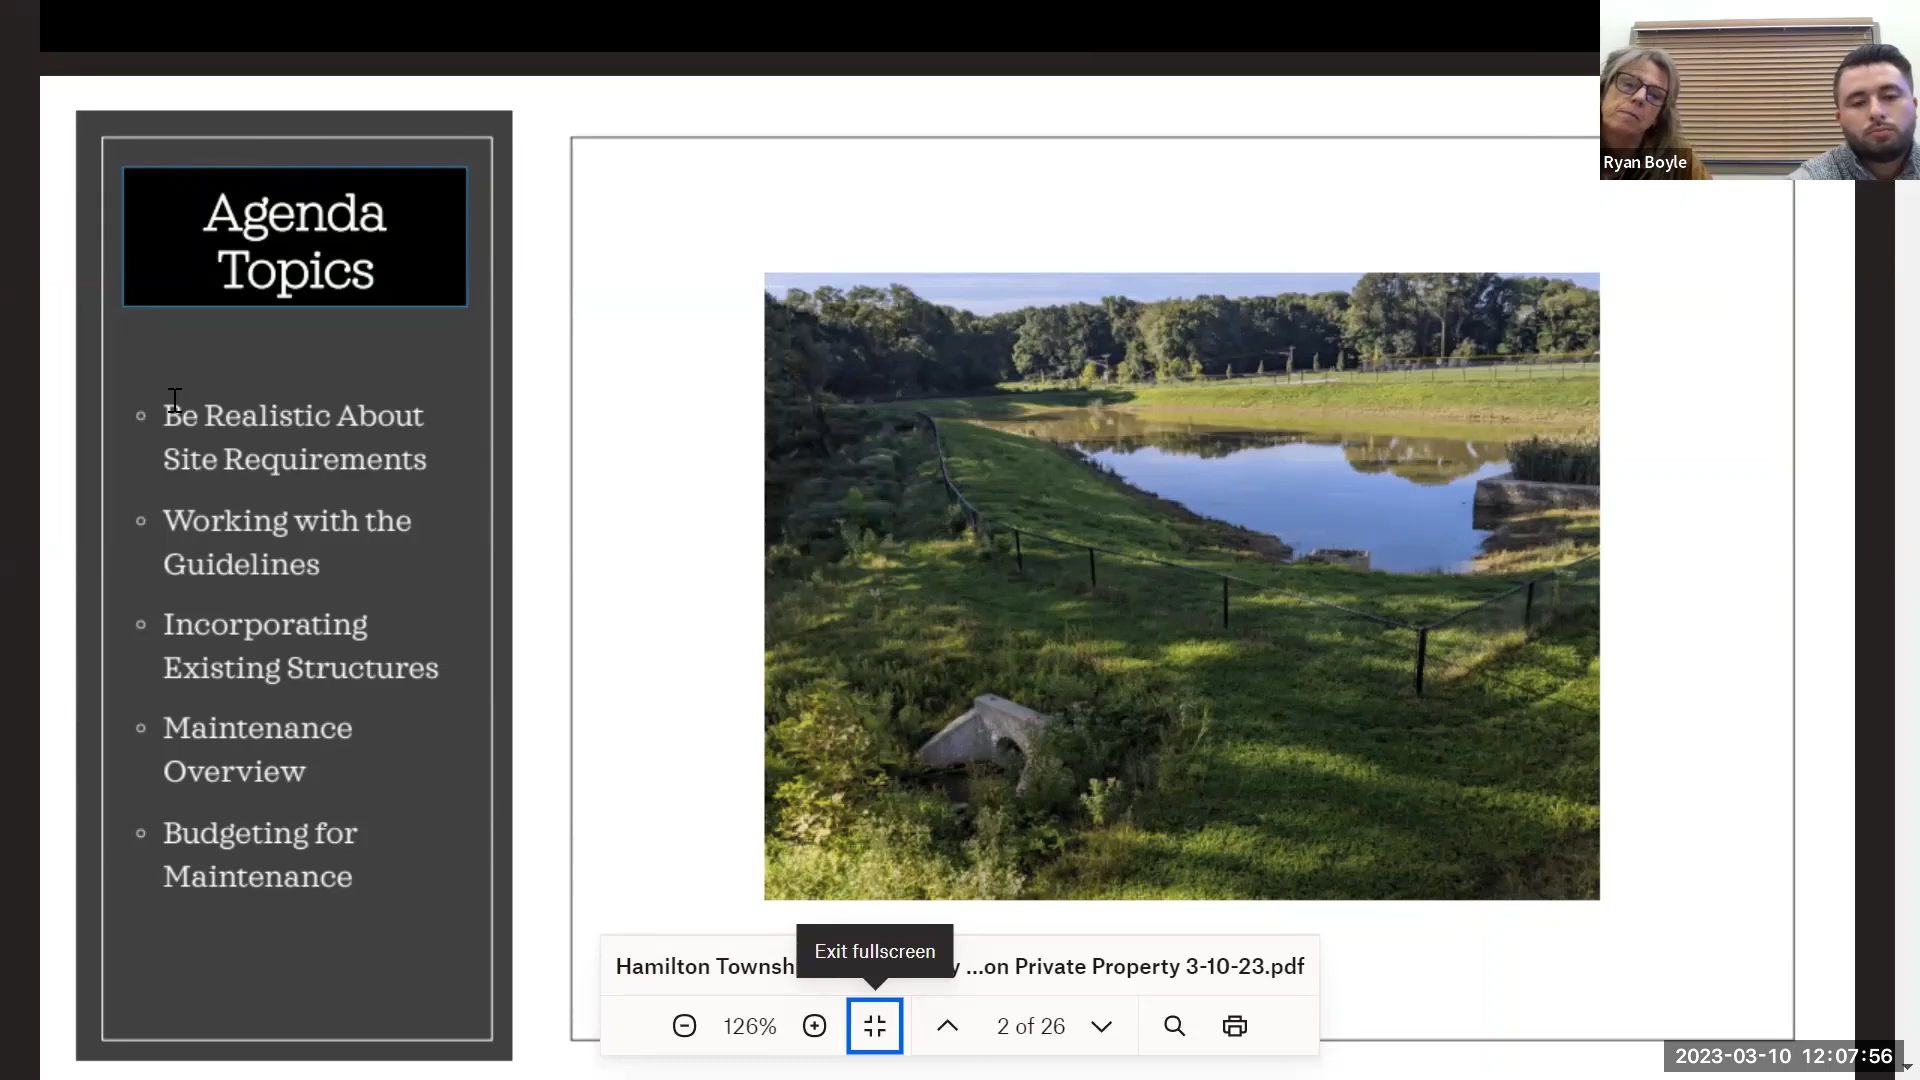 Ryan Boyle
Agenda
Topics
Be Realistic About
Site Requirements
Working with the
Guidelines
Incorporating
Existing Structures
Maintenance
Overview
Budgeting for
Maintenance
Exit fullscreen
Hamilton Townsh y ...on Private Property 3-10-23.pdf
126%
2 of 26
2023-03-10 12:07:56